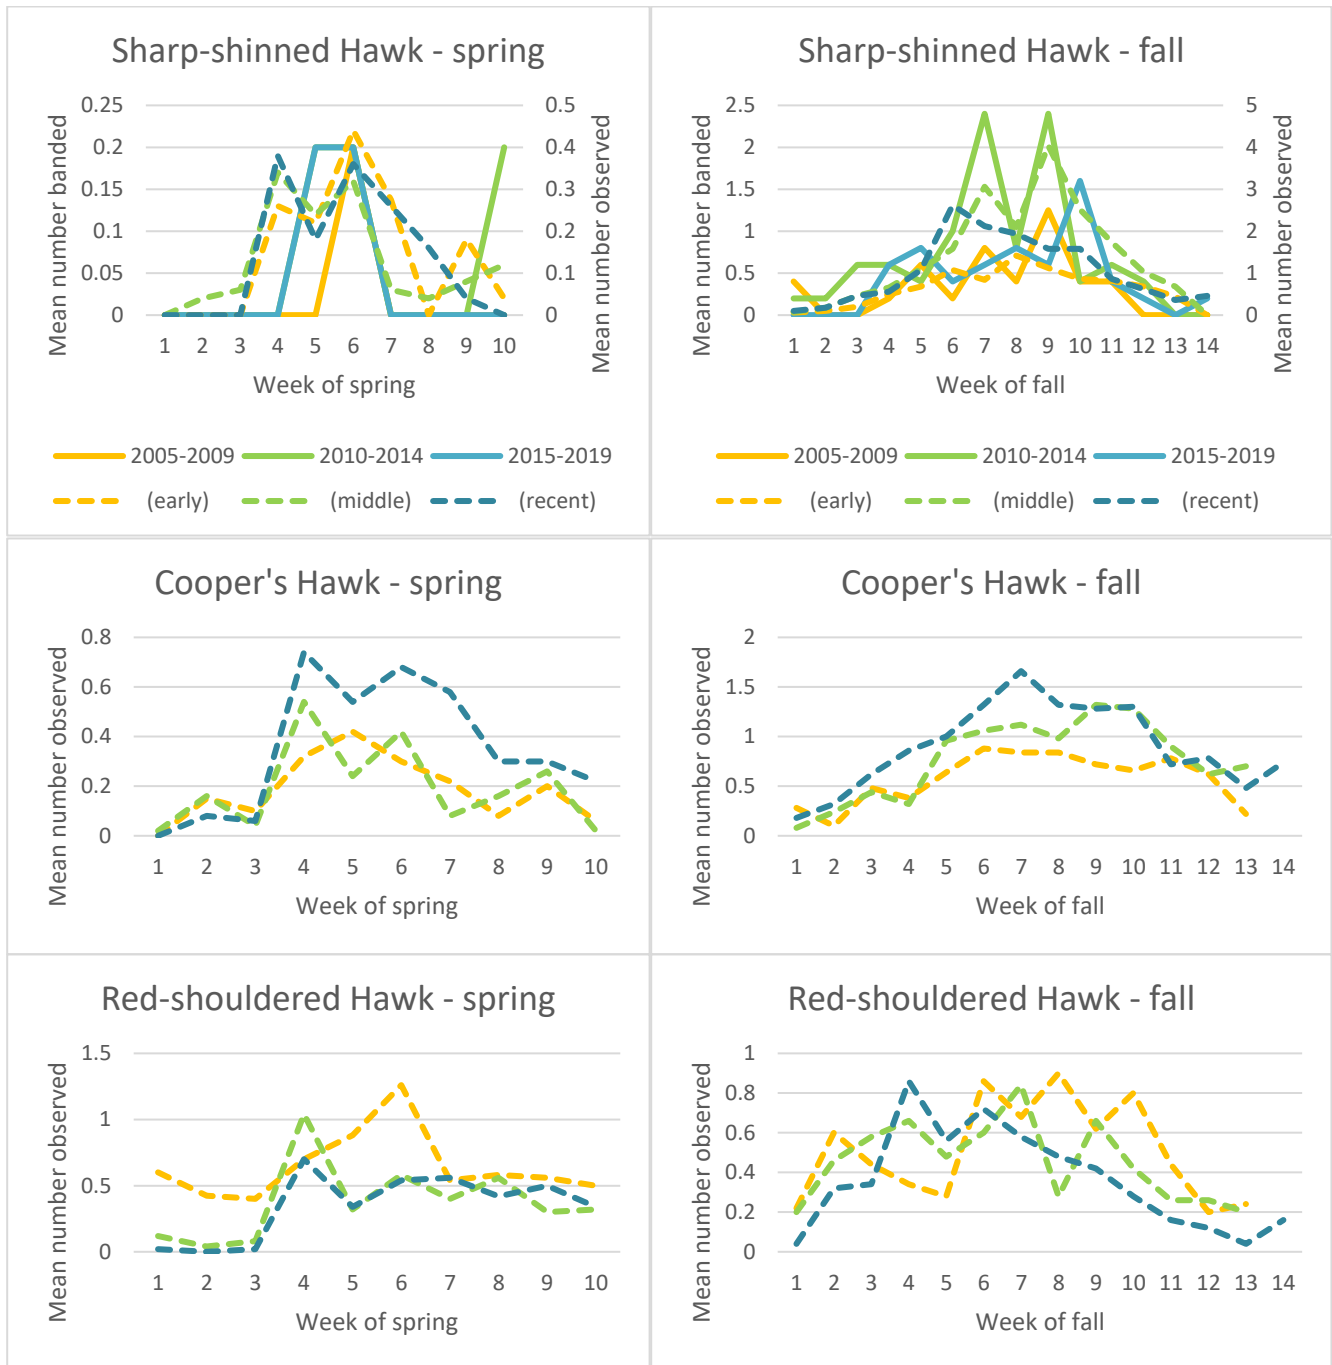 Sharp-shinned Hawk - spring
Mean number banded
0.25
0.2
0.15
0.1
0.05
0
0.5
0.4
0.3
0.2
0.1
0
Mean number observed
1 2 3 4 5 6 7 8 9 10
Week of spring
2005-2009 2010-2014 2015-2019
(early) (middle) (recent)
Sharp-shinned Hawk - fall
Mean number banded
2.5
2
1.5
1
0.5
0
5
4
3
2
1
0
Mean number observed
1 2 3 4 5 6 7 8 9 10 11 12 13 14
Week of fall
2005-2009 2010-2014 2015-2019
(early) (middle) (recent)
Cooper's Hawk - spring
Mean number observed
0.8
0.6
0.4
0.2
0
1 2 3 4 5 6 7 8 9 10
Week of spring
Cooper's Hawk - fall
Mean number observed
2
1.5
1
0.5
0
1 2 3 4 5 6 7 8 9 10 11 12 13 14
Week of fall
Red-shouldered Hawk - spring
Mean number observed
1.5
1
0.5
0
1 2 3 4 5 6 7 8 9 10
Week of spring
Red-shouldered Hawk - fall
Mean number observed
1
0.8
0.6
0.4
0.2
0
1 2 3 4 5 6 7 8 9 10 11 12 13 14
Week of fall